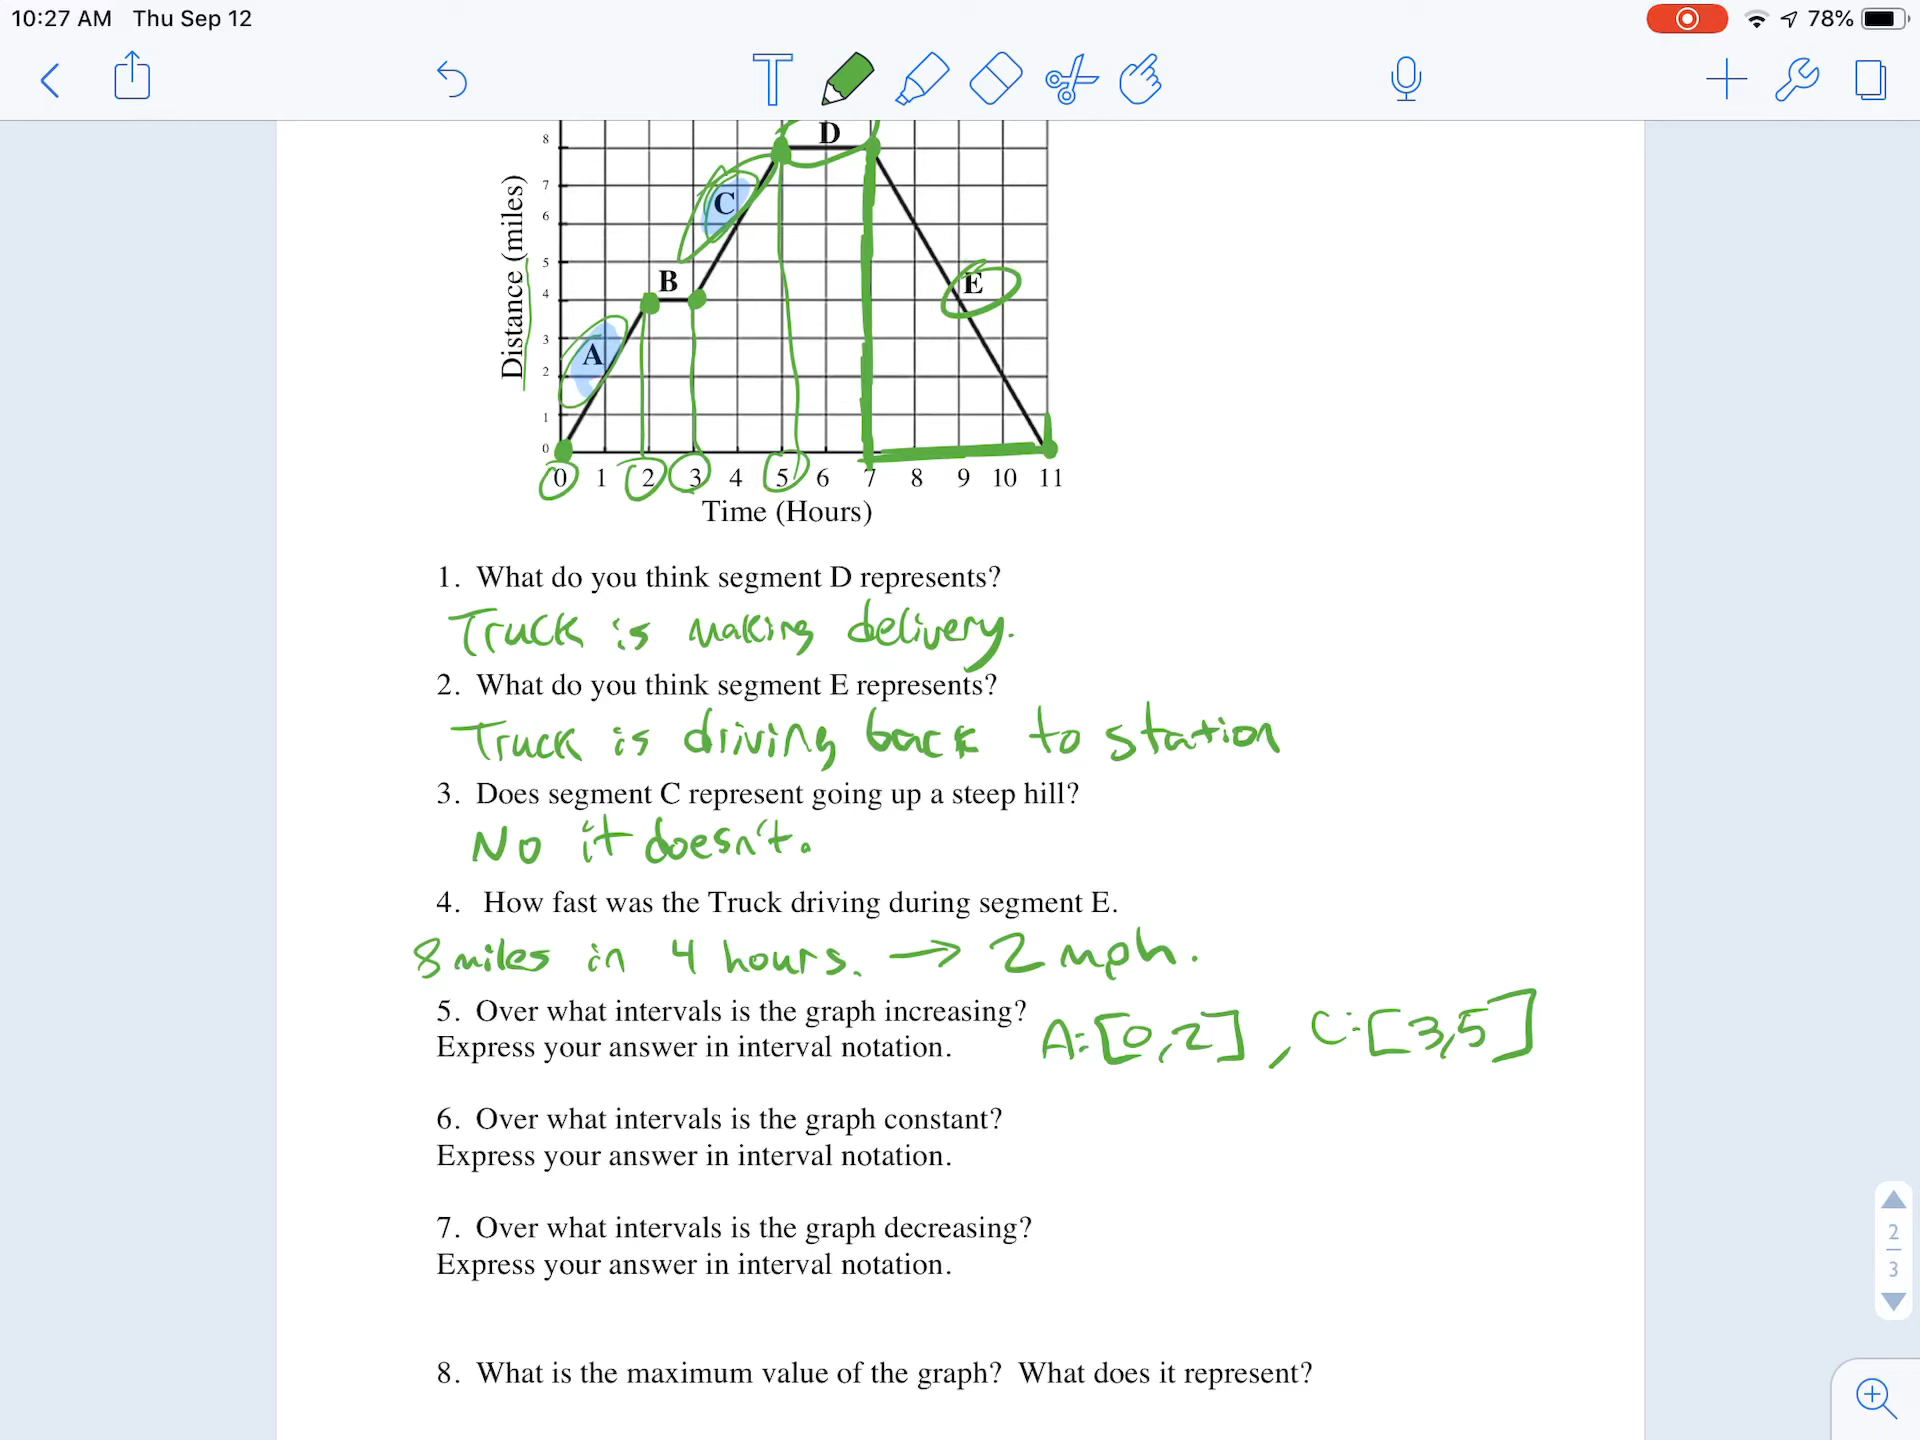 10:27 AM Thu Sep 12
78%
T
8
D
7
C
6
5
B
E
4
3
A
2
1
0
Distance (miles)
0 1 2 3 4 5 6 7 8 9 10 11
Time (Hours)
1. What do you think segment D represents?
Truck is making delivery.
2. What do you think segment E represents?
Truck is driving back to station
3. Does segment C represent going up a steep hill?
No it doesn't.
4. How fast was the Truck driving during segment E.
8 miles in 4 hours. → 2 mph.
5. Over what intervals is the graph increasing?
Express your answer in interval notation.
A:[0,2], C:[3,5]
6. Over what intervals is the graph constant?
Express your answer in interval notation.
7. Over what intervals is the graph decreasing?
Express your answer in interval notation.
8. What is the maximum value of the graph? What does it represent?
2
3